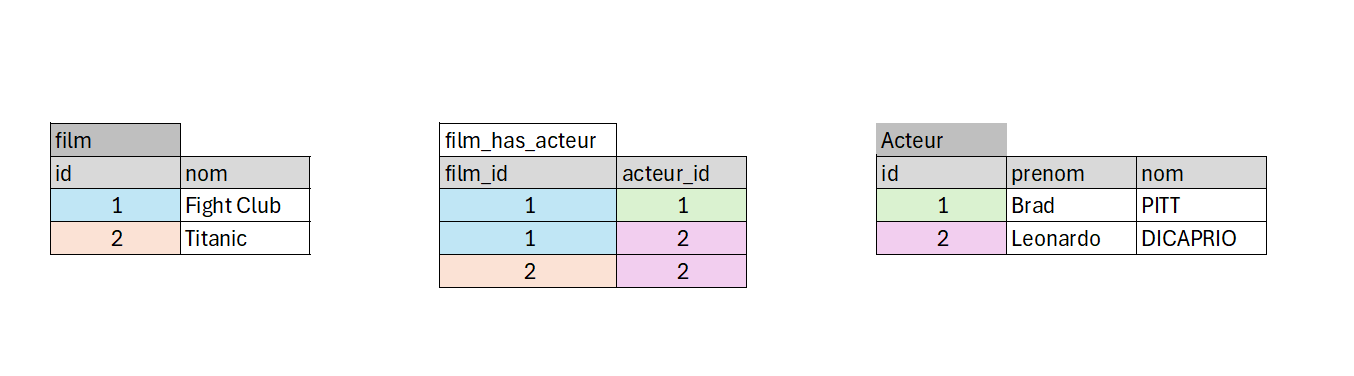 film
id nom
1 Fight Club
2 Titanic
film_has_acteur
film_id acteur_id
1 1
1 2
2 2
Acteur
id prenom nom
1 Brad PITT
2 Leonardo DICAPRIO